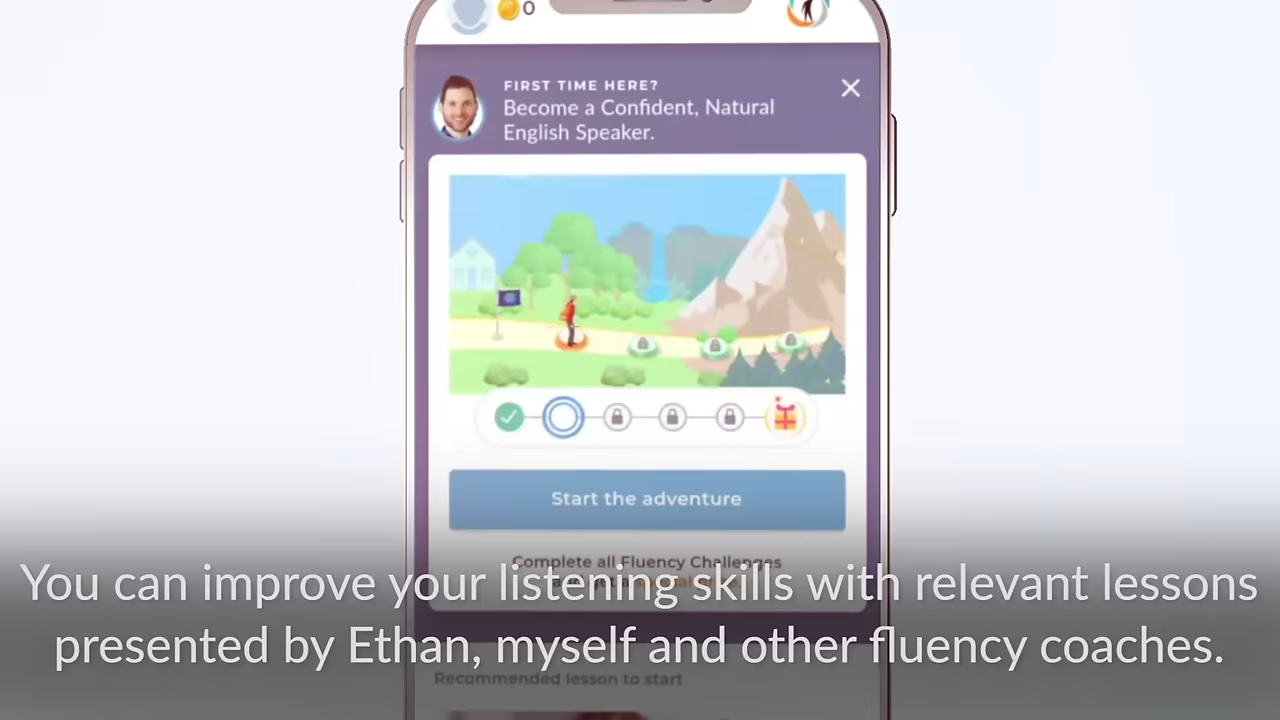 0
FIRST TIME HERE?
Become a Confident, Natural
English Speaker.
Start the adventure
Complete all Fluency Challenges
You can improve your listening skills with relevant lessons
presented by Ethan, myself and other fluency coaches.
Recommended lesson to start